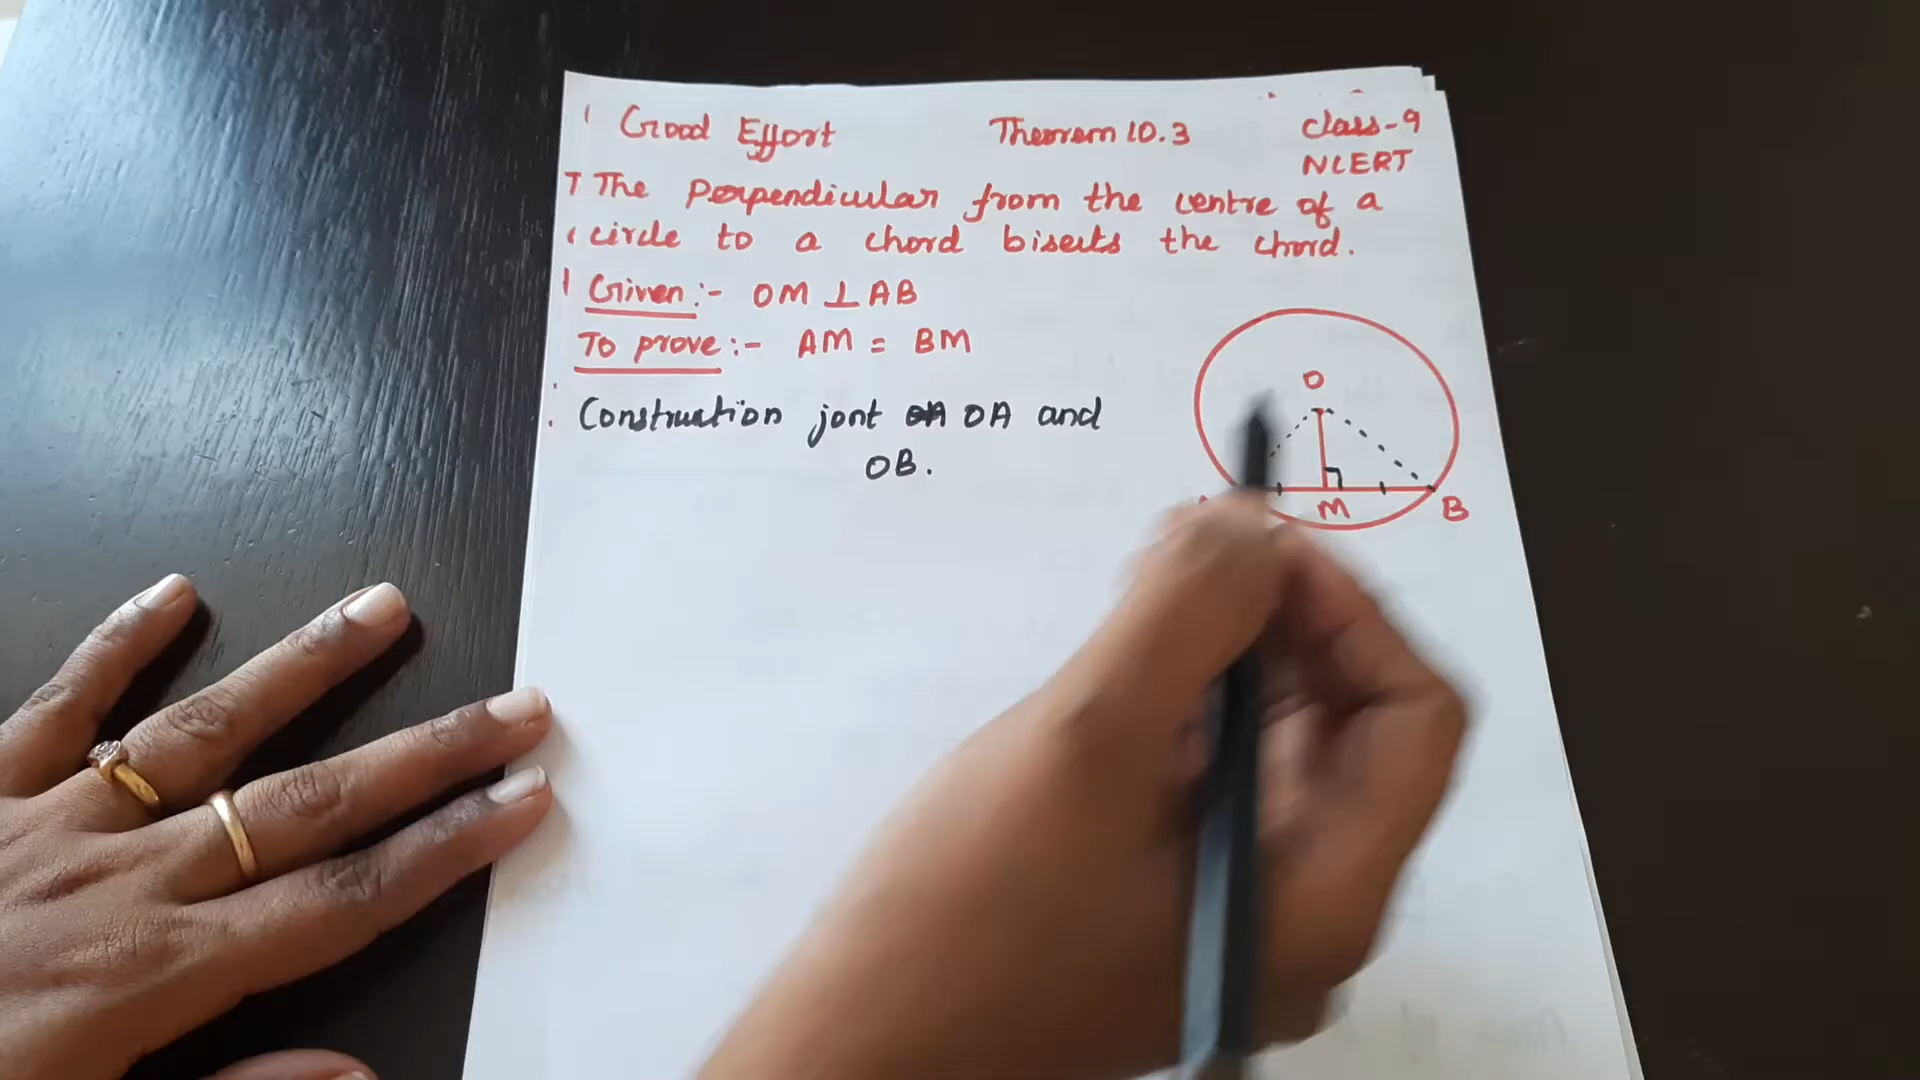 Good Effort Theorem 10.3 Class-9
NCERT
The Perpendicular from the centre of a
circle to a chord bisects the chord.
Given:- OM ⊥ AB
To prove:- AM = BM
Construction jont OA and
OB.
O
M
B